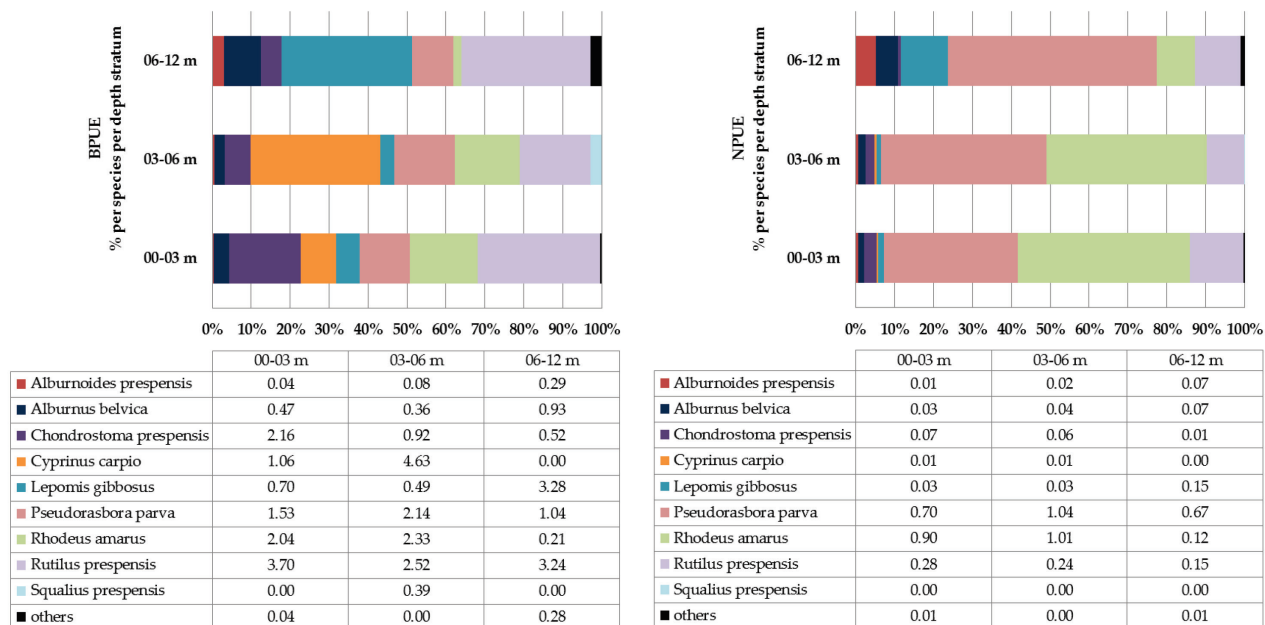 BPUE
% per species per depth stratum
06-12 m
03-06 m
00-03 m
0% 10% 20% 30% 40% 50% 60% 70% 80% 90% 100%
00-03 m 03-06 m 06-12 m
Alburnoides prespensis 0.04 0.08 0.29
Alburnus belvica 0.47 0.36 0.93
Chondrostoma prespensis 2.16 0.92 0.52
Cyprinus carpio 1.06 4.63 0.00
Lepomis gibbosus 0.70 0.49 3.28
Pseudorasbora parva 1.53 2.14 1.04
Rhodeus amarus 2.04 2.33 0.21
Rutilus prespensis 3.70 2.52 3.24
Squalius prespensis 0.00 0.39 0.00
others 0.04 0.00 0.28
NPUE
% per species per depth stratum
06-12 m
03-06 m
00-03 m
0% 10% 20% 30% 40% 50% 60% 70% 80% 90% 100%
00-03 m 03-06 m 06-12 m
Alburnoides prespensis 0.01 0.02 0.07
Alburnus belvica 0.03 0.04 0.07
Chondrostoma prespensis 0.07 0.06 0.01
Cyprinus carpio 0.01 0.01 0.00
Lepomis gibbosus 0.03 0.03 0.15
Pseudorasbora parva 0.70 1.04 0.67
Rhodeus amarus 0.90 1.01 0.12
Rutilus prespensis 0.28 0.24 0.15
Squalius prespensis 0.00 0.00 0.00
others 0.01 0.00 0.01